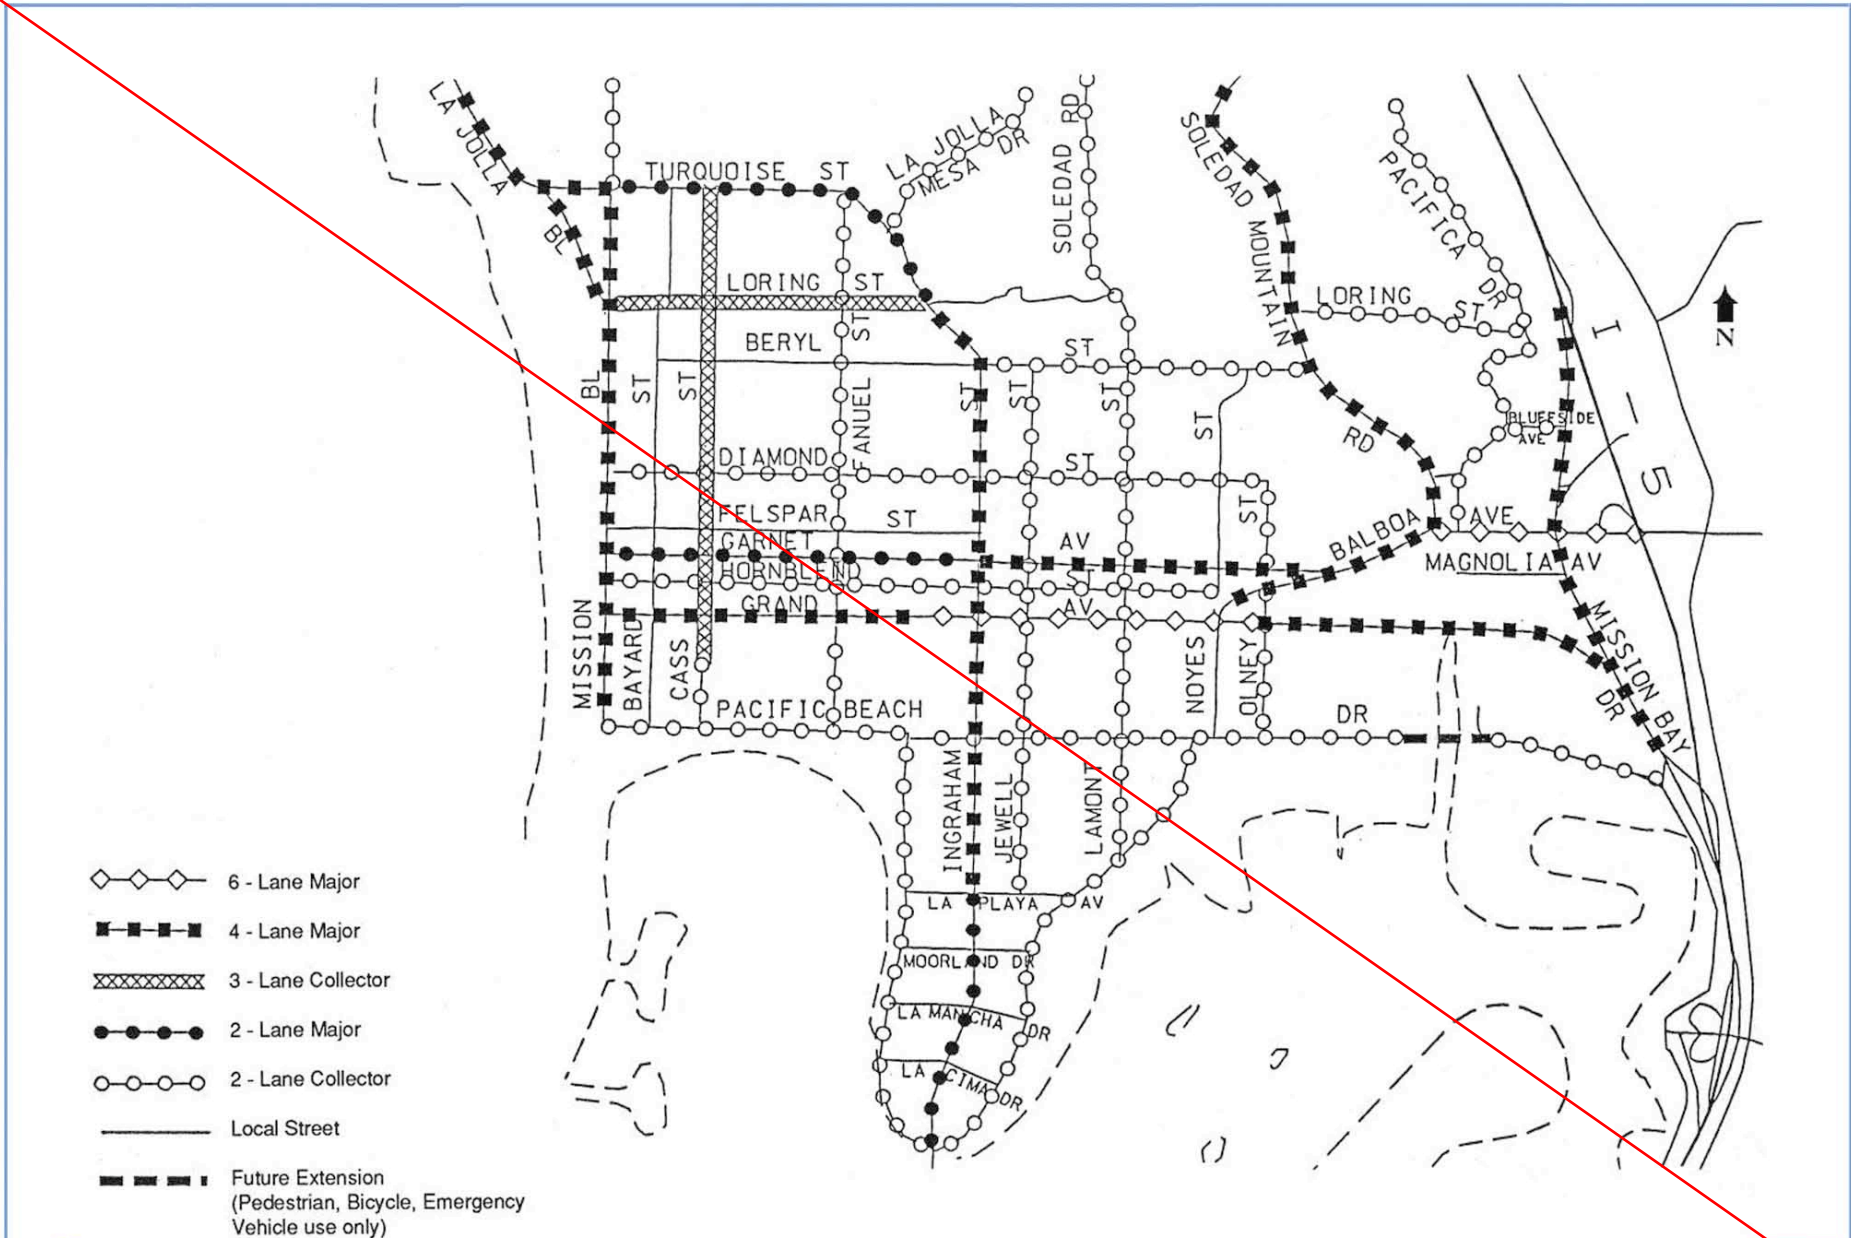 LA JOLLA BL
TURQUOISE ST
LA JOLLA
MESA DR
SOLEDAD RD
SOLEDAD MOUNTAIN RD
PACIFICA DR
LORING ST
LORING ST
I-5
N
BERYL ST
BL
ST
ST
FANUEL ST
ST
ST
ST
ST
BLUFFSIDE
AVE
DIAMOND ST
FELSPAR ST
ST
GARNET AV
BALBOA AVE
HORNBLEND ST
MAGNOLIA AV
GRAND AV
MISSION
BAYARD
CASS
NOYES
OLNEY
MISSION BAY DR
PACIFIC BEACH DR
INGRAHAM
JEWELL
LAMONT
LA PLAYA AV
MOORLAND DR
LA MANCHA DR
LA CIMA DR
6 - Lane Major
4 - Lane Major
3 - Lane Collector
2 - Lane Major
2 - Lane Collector
Local Street
Future Extension
(Pedestrian, Bicycle, Emergency
Vehicle use only)